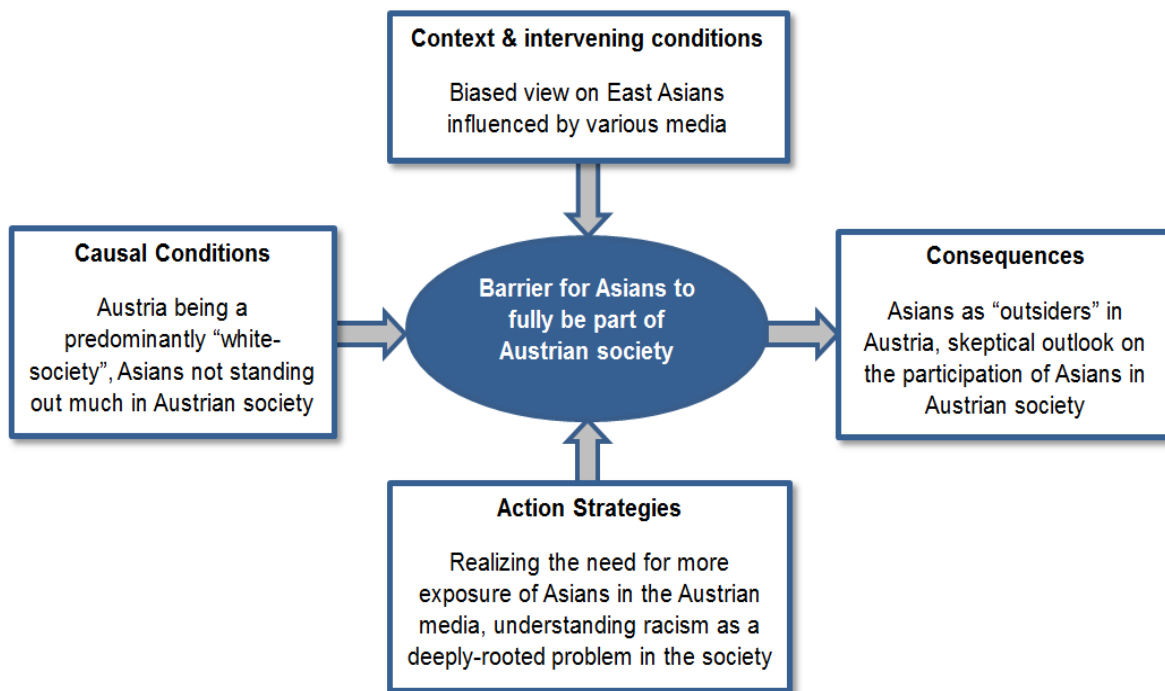 Context & intervening conditions
Biased view on East Asians
influenced by various media
Causal Conditions
Austria being a
predominantly “white-
society”, Asians not standing
out much in Austrian society
Barrier for Asians to
fully be part of
Austrian society
Consequences
Asians as “outsiders” in
Austria, skeptical outlook on
the participation of Asians in
Austrian society
Action Strategies
Realizing the need for more
exposure of Asians in the Austrian
media, understanding racism as a
deeply-rooted problem in the society